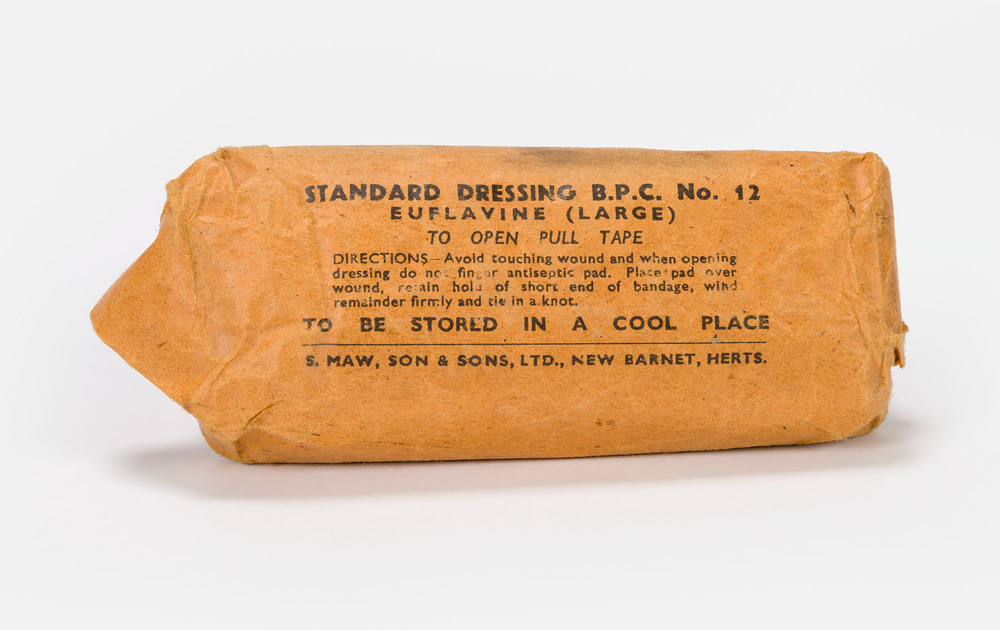 STANDARD DRESSING B.P.C. No. 12
EUFLAVINE (LARGE)
TO OPEN PULL TAPE
DIRECTIONS—Avoid touching wound and when opening
dressing do not finger antiseptic pad. Place pad over
wound, retain hold of short end of bandage, wind
remainder firmly and tie in a knot.
TO BE STORED IN A COOL PLACE
S. MAW, SON & SONS, LTD., NEW BARNET, HERTS.